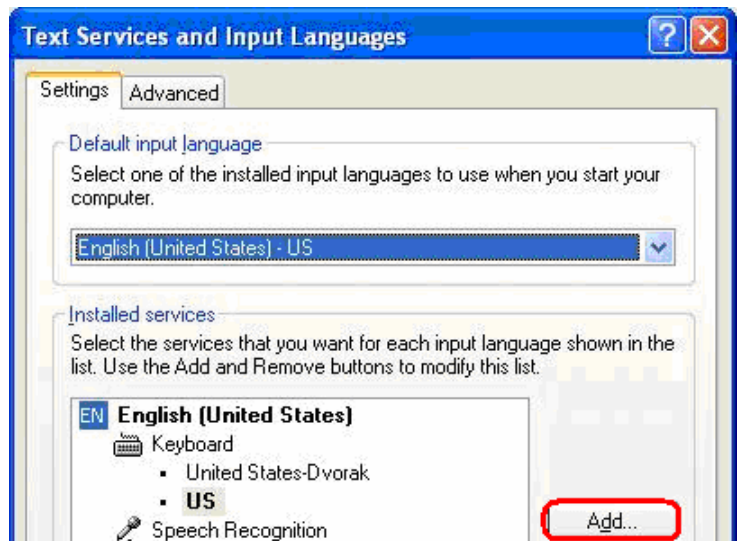 Text Services and Input Languages
Settings
Advanced
Default input language
Select one of the installed input languages to use when you start your
computer.
English (United States) - US
Installed services
Select the services that you want for each input language shown in the
list. Use the Add and Remove buttons to modify this list.
EN English (United States)
Keyboard
United States-Dvorak
US
Add...
Speech Recognition